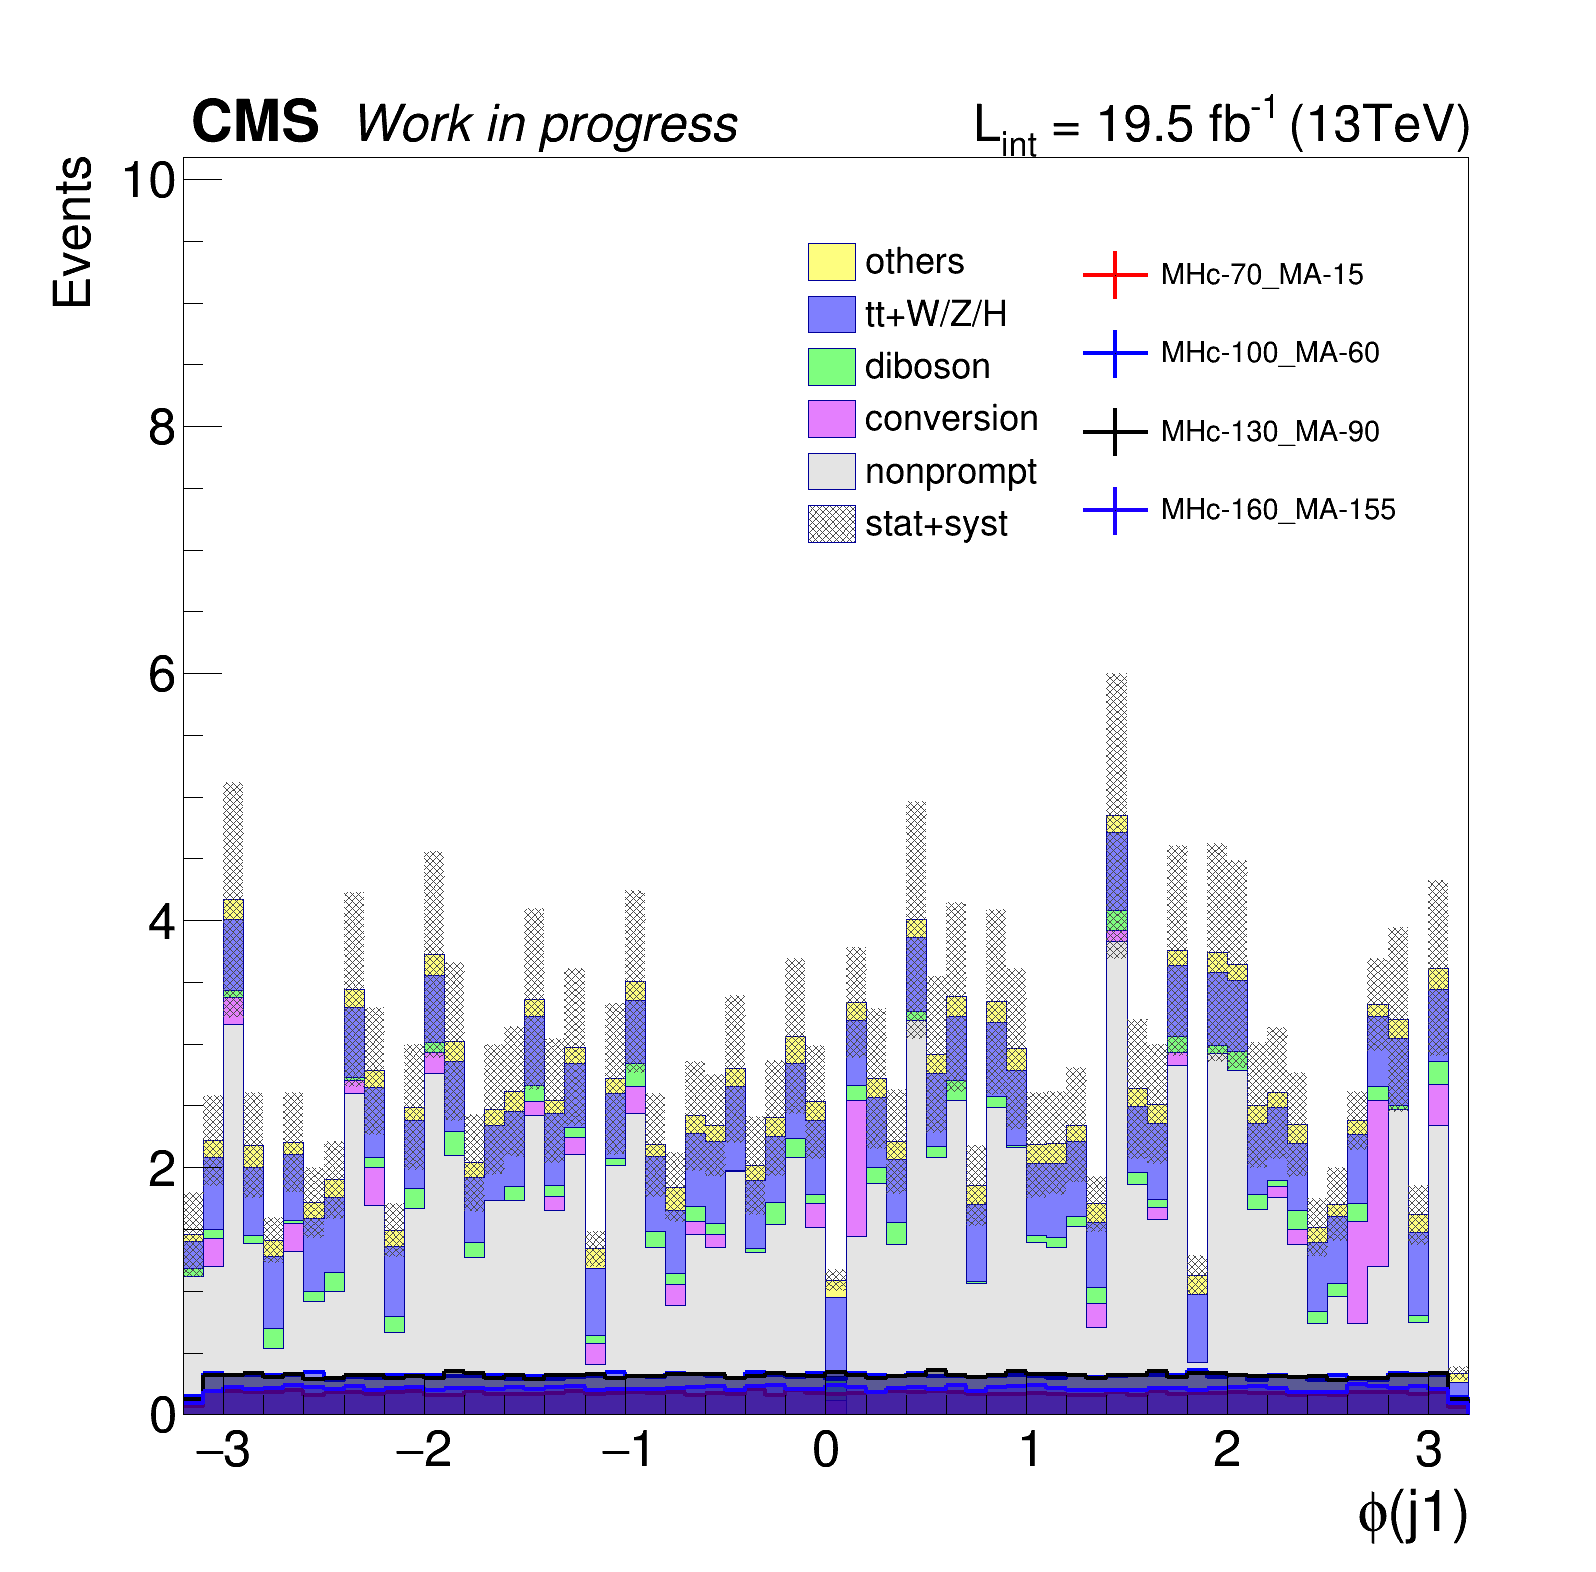 CMS Work in progress
L_int = 19.5 fb^-1 (13TeV)
Events
10
8
6
4
2
0
others
tt+W/Z/H
diboson
conversion
nonprompt
stat+syst
MHc-70_MA-15
MHc-100_MA-60
MHc-130_MA-90
MHc-160_MA-155
−3 −2 −1 0 1 2 3
ϕ(j1)